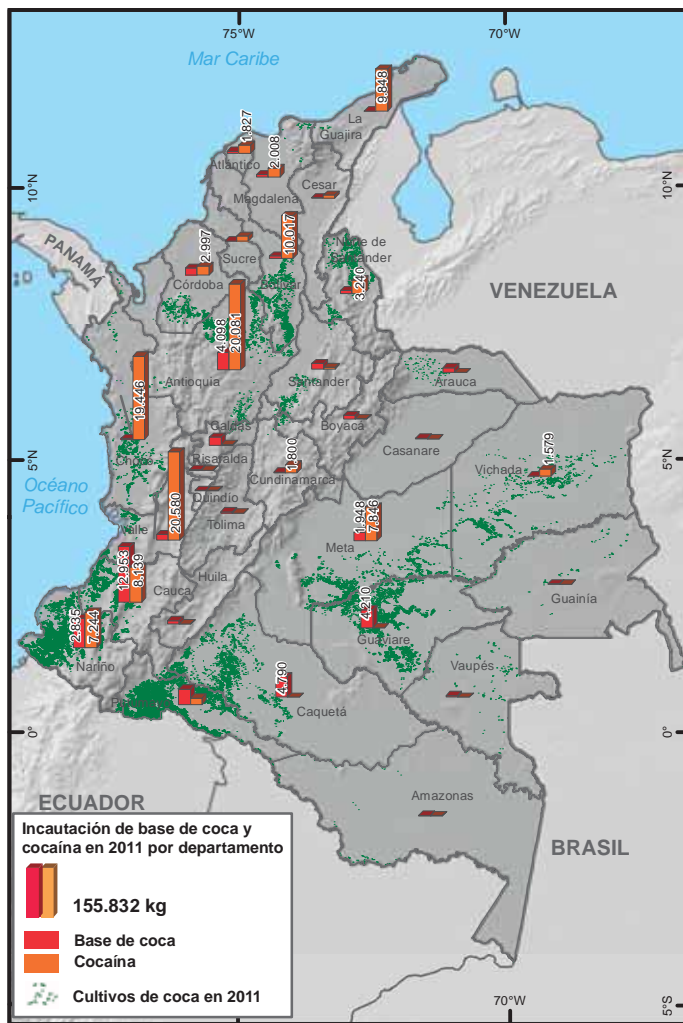 75°W
70°W
Mar Caribe
9.848
La
Guajira
1.827
Atlántico
2.008
10°N
10°N
Cesar
Magdalena
PANAMÁ
2.997
Sucre
10.017
Norte de
Santander
3.240
Córdoba
Bolívar
VENEZUELA
4.098
20.081
19.446
Antioquia
Santander
Arauca
Boyacá
Caldas
Casanare
Chocó
Risaralda
1.800
Cundinamarca
5°N
5°N
Océano
Pacífico
Vichada
1.579
Quindío
20.580
Tolima
Valle
1.948
7.846
Meta
12.953
8.139
Huila
Cauca
Guainía
4.210
2.835
7.244
Guaviare
Nariño
Vaupés
4.790
Caquetá
0°
0°
Amazonas
ECUADOR
BRASIL
Incautación de base de coca y
cocaína en 2011 por departamento
155.832 kg
Base de coca
Cocaína
Cultivos de coca en 2011
70°W
5°S